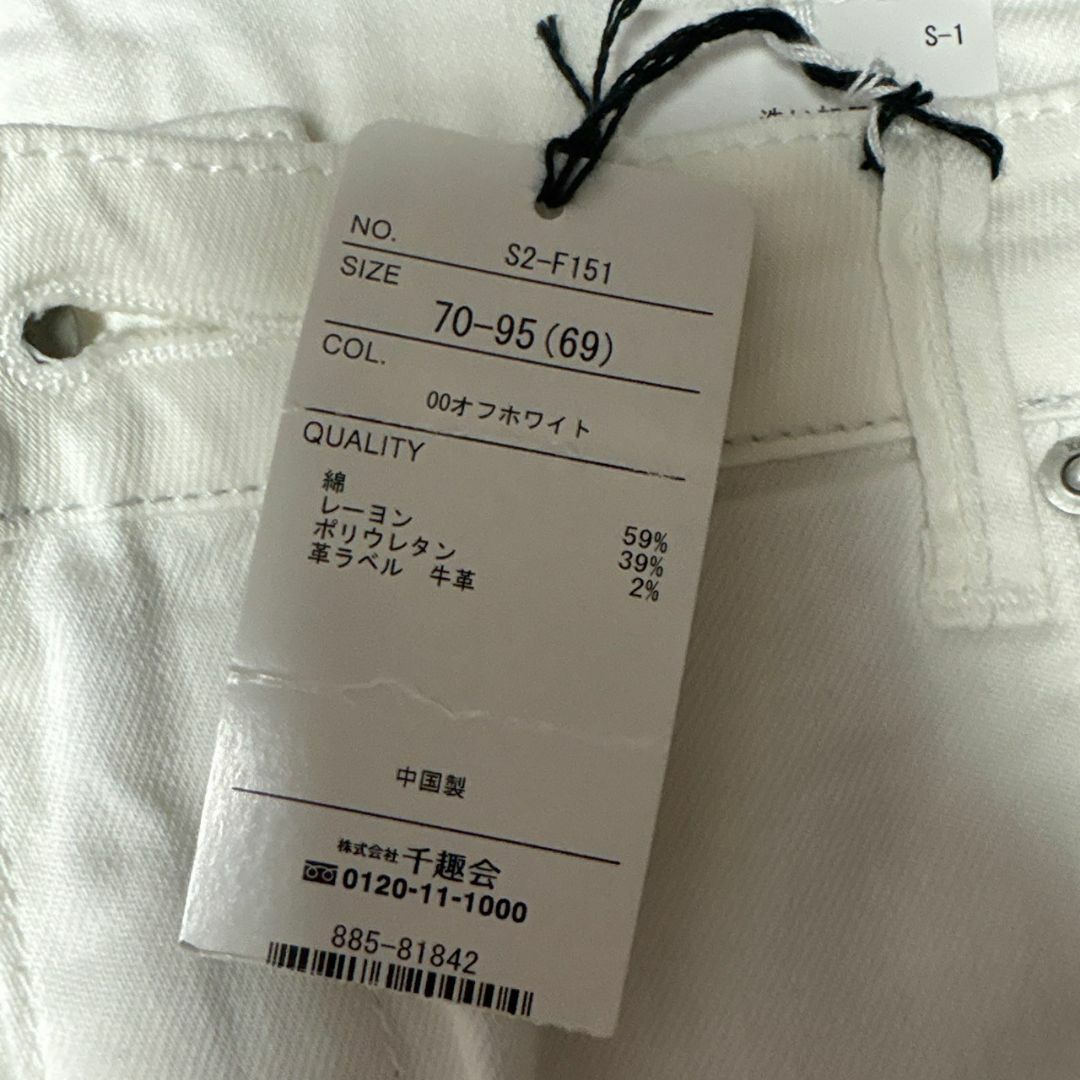 S-1
NO.
S2-F151
SIZE
70-95(69)
COL.
00オフホワイト
QUALITY
綿 59%
レーヨン 39%
ポリウレタン 2%
革ラベル 牛革
中国製
株式会社千趣会
0120-11-1000
885-81842